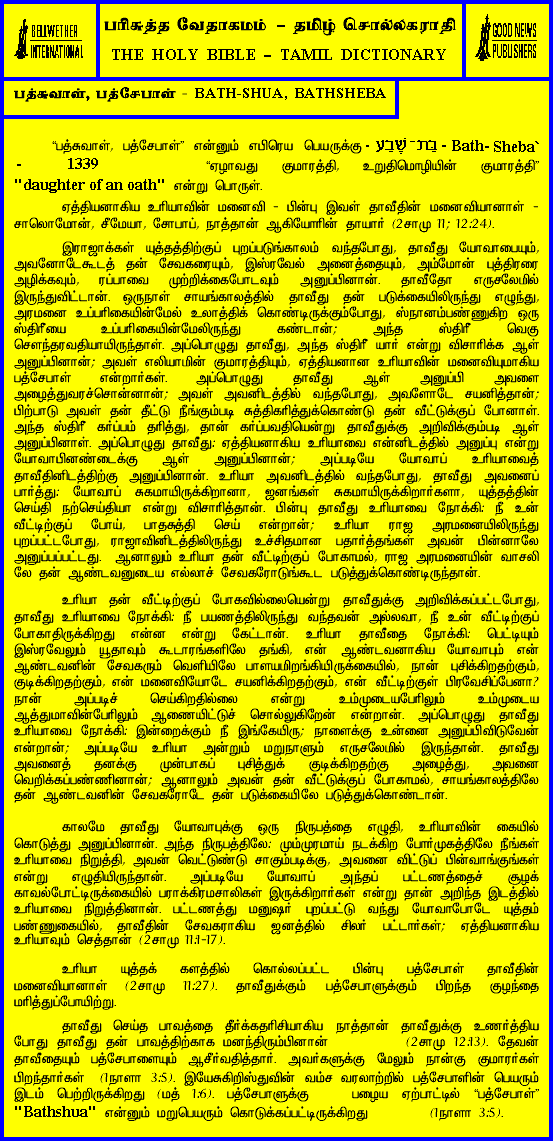 BELLWETHER
INTERNATIONAL
பரிசுத்த வேதாகமம் – தமிழ் சொல்லகராதி
THE HOLY BIBLE – TAMIL DICTIONARY
GOOD NEWS
PUBLISHERS
பத்சுவாள், பத்சேபாள் - BATH-SHUA, BATHSHEBA
“பத்சுவாள், பத்சேபாள்” என்னும் எபிரெய பெயருக்கு - בַּת־שֶׁבַע - Bath- Sheba`
- 1339 “ஏழாவது குமாரத்தி, உறுதிமொழியின் குமாரத்தி”
"daughter of an oath" என்று பொருள்.
ஏத்தியனாகிய உரியாவின் மனைவி - பின்பு இவள் தாவீதின் மனைவியானாள் -
சாலொமோன், சீமேயா, சோபாப், நாத்தான் ஆகியோரின் தாயார் (2சாமு 11; 12:24).
இராஜாக்கள் யுத்தத்திற்குப் புறப்படுங்காலம் வந்தபோது, தாவீது யோவாபையும்,
அவனோடேகூடத் தன் சேவகரையும், இஸ்ரவேல் அனைத்தையும், அம்மோன் புத்திரரை
அழிக்கவும், ரப்பாவை முற்றிக்கைபோடவும் அனுப்பினான். தாவீதோ எருசலேமில்
இருந்துவிட்டான். ஒருநாள் சாயங்காலத்தில் தாவீது தன் படுக்கையிலிருந்து எழுந்து,
அரமனை உப்பரிகையின்மேல் உலாத்திக் கொண்டிருக்கும்போது, ஸ்நானம்பண்ணுகிற ஒரு
ஸ்திரீயை உப்பரிகையின்மேலிருந்து கண்டான்; அந்த ஸ்திரீ வெகு
சௌந்தரவதியாயிருந்தாள். அப்பொழுது தாவீது, அந்த ஸ்திரீ யார் என்று விசாரிக்க ஆள்
அனுப்பினான்; அவள் எலியாமின் குமாரத்தியும், ஏத்தியனான உரியாவின் மனைவியுமாகிய
பத்சேபாள் என்றார்கள். அப்பொழுது தாவீது ஆள் அனுப்பி அவளை
அழைத்துவரச்சொன்னான்; அவள் அவனிடத்தில் வந்தபோது, அவளோடே சயனித்தான்;
பிற்பாடு அவள் தன் தீட்டு நீங்கும்படி சுத்திகரித்துக்கொண்டு தன் வீட்டுக்குப் போனாள்.
அந்த ஸ்திரீ கர்ப்பம் தரித்து, தான் கர்ப்பவதியென்று தாவீதுக்கு அறிவிக்கும்படி ஆள்
அனுப்பினாள். அப்பொழுது தாவீது: ஏத்தியனாகிய உரியாவை என்னிடத்தில் அனுப்பு என்று
யோவாபினண்டைக்கு ஆள் அனுப்பினான்; அப்படியே யோவாப் உரியாவைத்
தாவீதினிடத்திற்கு அனுப்பினான். உரியா அவனிடத்தில் வந்தபோது, தாவீது அவனைப்
பார்த்து: யோவாப் சுகமாயிருக்கிறானா, ஜனங்கள் சுகமாயிருக்கிறார்களா, யுத்தத்தின்
செய்தி நற்செய்தியா என்று விசாரித்தான். பின்பு தாவீது உரியாவை நோக்கி: நீ உன்
வீட்டிற்குப் போய், பாதசுத்தி செய் என்றான்; உரியா ராஜ அரமனையிலிருந்து
புறப்பட்டபோது, ராஜாவினிடத்திலிருந்து உச்சிதமான பதார்த்தங்கள் அவன் பின்னாலே
அனுப்பப்பட்டது. ஆனாலும் உரியா தன் வீட்டிற்குப் போகாமல், ராஜ அரமனையின் வாசலி
லே தன் ஆண்டவனுடைய எல்லாச் சேவகரோடுங்கூட படுத்துக்கொண்டிருந்தான்.
உரியா தன் வீட்டிற்குப் போகவில்லையென்று தாவீதுக்கு அறிவிக்கப்பட்டபோது,
தாவீது உரியாவை நோக்கி: நீ பயணத்திலிருந்து வந்தவன் அல்லவா, நீ உன் வீட்டிற்குப்
போகாதிருக்கிறது என்ன என்று கேட்டான். உரியா தாவீதை நோக்கி: பெட்டியும்
இஸ்ரவேலும் யூதாவும் கூடாரங்களிலே தங்கி, என் ஆண்டவனாகிய யோவாபும் என்
ஆண்டவனின் சேவகரும் வெளியிலே பாளயமிறங்கியிருக்கையில், நான் புசிக்கிறதற்கும்,
குடிக்கிறதற்கும், என் மனைவியோடே சயனிக்கிறதற்கும், என் வீட்டிற்குள் பிரவேசிப்பேனா?
நான் அப்படிச் செய்கிறதில்லை என்று உம்முடையபேரிலும் உம்முடைய
ஆத்துமாவின்பேரிலும் ஆணையிட்டுச் சொல்லுகிறேன் என்றான். அப்பொழுது தாவீது
உரியாவை நோக்கி: இன்றைக்கும் நீ இங்கேயிரு; நாளைக்கு உன்னை அனுப்பிவிடுவேன்
என்றான்; அப்படியே உரியா அன்றும் மறுநாளும் எருசலேமில் இருந்தான். தாவீது
அவனைத் தனக்கு முன்பாகப் புசித்துக் குடிக்கிறதற்கு அழைத்து, அவனை
வெறிக்கப்பண்ணினான்; ஆனாலும் அவன் தன் வீட்டுக்குப் போகாமல், சாயங்காலத்திலே
தன் ஆண்டவனின் சேவகரோடே தன் படுக்கையிலே படுத்துக்கொண்டான்.
காலமே தாவீது யோவாபுக்கு ஒரு நிருபத்தை எழுதி, உரியாவின் கையில்
கொடுத்து அனுப்பினான். அந்த நிருபத்திலே: மும்முரமாய் நடக்கிற போர்முகத்திலே நீங்கள்
உரியாவை நிறுத்தி, அவன் வெட்டுண்டு சாகும்படிக்கு, அவனை விட்டுப் பின்வாங்குங்கள்
என்று எழுதியிருந்தான். அப்படியே யோவாப் அந்தப் பட்டணத்தைச் சூழக்
காவல்போட்டிருக்கையில் பராக்கிரமசாலிகள் இருக்கிறார்கள் என்று தான் அறிந்த இடத்தில்
உரியாவை நிறுத்தினான். பட்டணத்து மனுஷர் புறப்பட்டு வந்து யோவாபோடே யுத்தம்
பண்ணுகையில், தாவீதின் சேவகராகிய ஜனத்தில் சிலர் பட்டார்கள்; ஏத்தியனாகிய
உரியாவும் செத்தான் (2சாமு 11:1-17).
உரியா யுத்தக் களத்தில் கொல்லப்பட்ட பின்பு பத்சேபாள் தாவீதின்
மனைவியானாள் (2சாமு 11:27). தாவீதுக்கும் பத்சேபாளுக்கும் பிறந்த குழந்தை
மரித்துப்போயிற்று.
தாவீது செய்த பாவத்தை தீர்க்கதரிசியாகிய நாத்தான் தாவீதுக்கு உணர்த்திய
போது தாவீது தன் பாவத்திற்காக மனந்திரும்பினான் (2சாமு 12:13). தேவன்
தாவீதையும் பத்சேபாளையும் ஆசீர்வதித்தார். அவர்களுக்கு மேலும் நான்கு குமாரர்கள்
பிறந்தார்கள் (1நாளா 3:5). இயேசுகிறிஸ்துவின் வம்ச வரலாற்றில் பத்சேபாளின் பெயரும்
இடம் பெற்றிருக்கிறது (மத் 1:6). பத்சேபாளுக்கு பழைய ஏற்பாட்டில் “பத்சேபாள்”
"Bathshua" என்னும் மறுபெயரும் கொடுக்கப்பட்டிருக்கிறது (1நாளா 3:5).